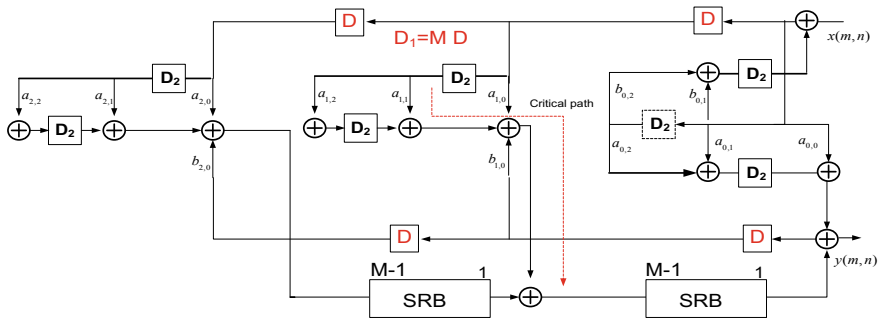 D
D
D₁=M D
x(m,n)
D₂
D₂
D₂
a₂,₂
a₂,₁
a₂,₀
a₁,₂
a₁,₁
a₁,₀
b₀,₂
b₀,₁
Critical path
D₂
D₂
D₂
a₀,₂
a₀,₁
a₀,₀
b₂,₀
b₁,₀
D₂
D
D
y(m,n)
M-1 1
M-1 1
SRB
SRB